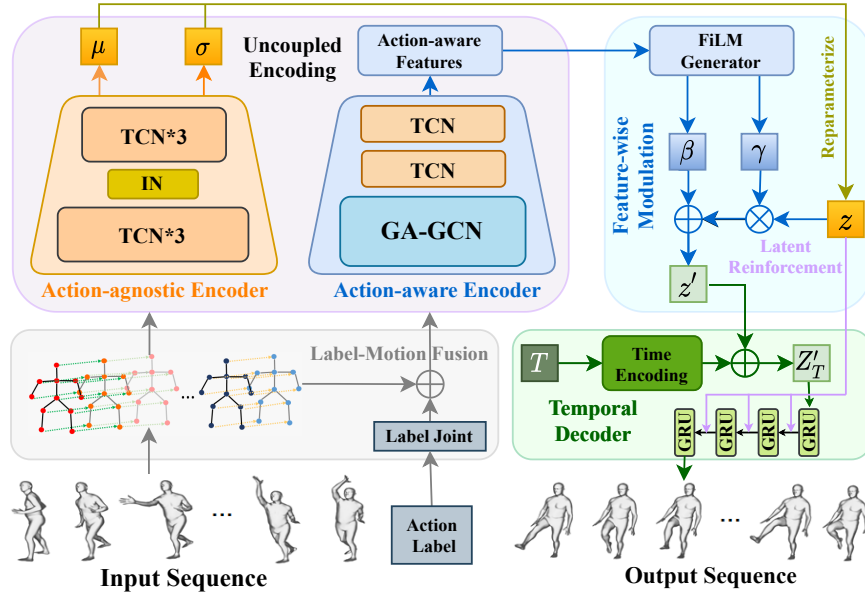 μ
σ
Uncoupled
Encoding
Action-aware
Features
FiLM
Generator
Reparameterize
TCN*3
IN
TCN*3
TCN
TCN
GA-GCN
Action-agnostic Encoder
Action-aware Encoder
Feature-wise
Modulation
β
γ
z
Latent
Reinforcement
z′
Label-Motion Fusion
...
Label Joint
Action
Label
...
Input Sequence
T
Time
Encoding
Z′_T
Temporal
Decoder
GRU
GRU
GRU
GRU
...
Output Sequence